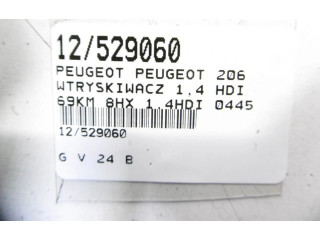 12/529060
PEUGEOT PEUGEOT 206
WTRYSKIWACZ 1.4 HDI
69KM 8HX 1.4HDI 0445
12/529060
G V 24 B